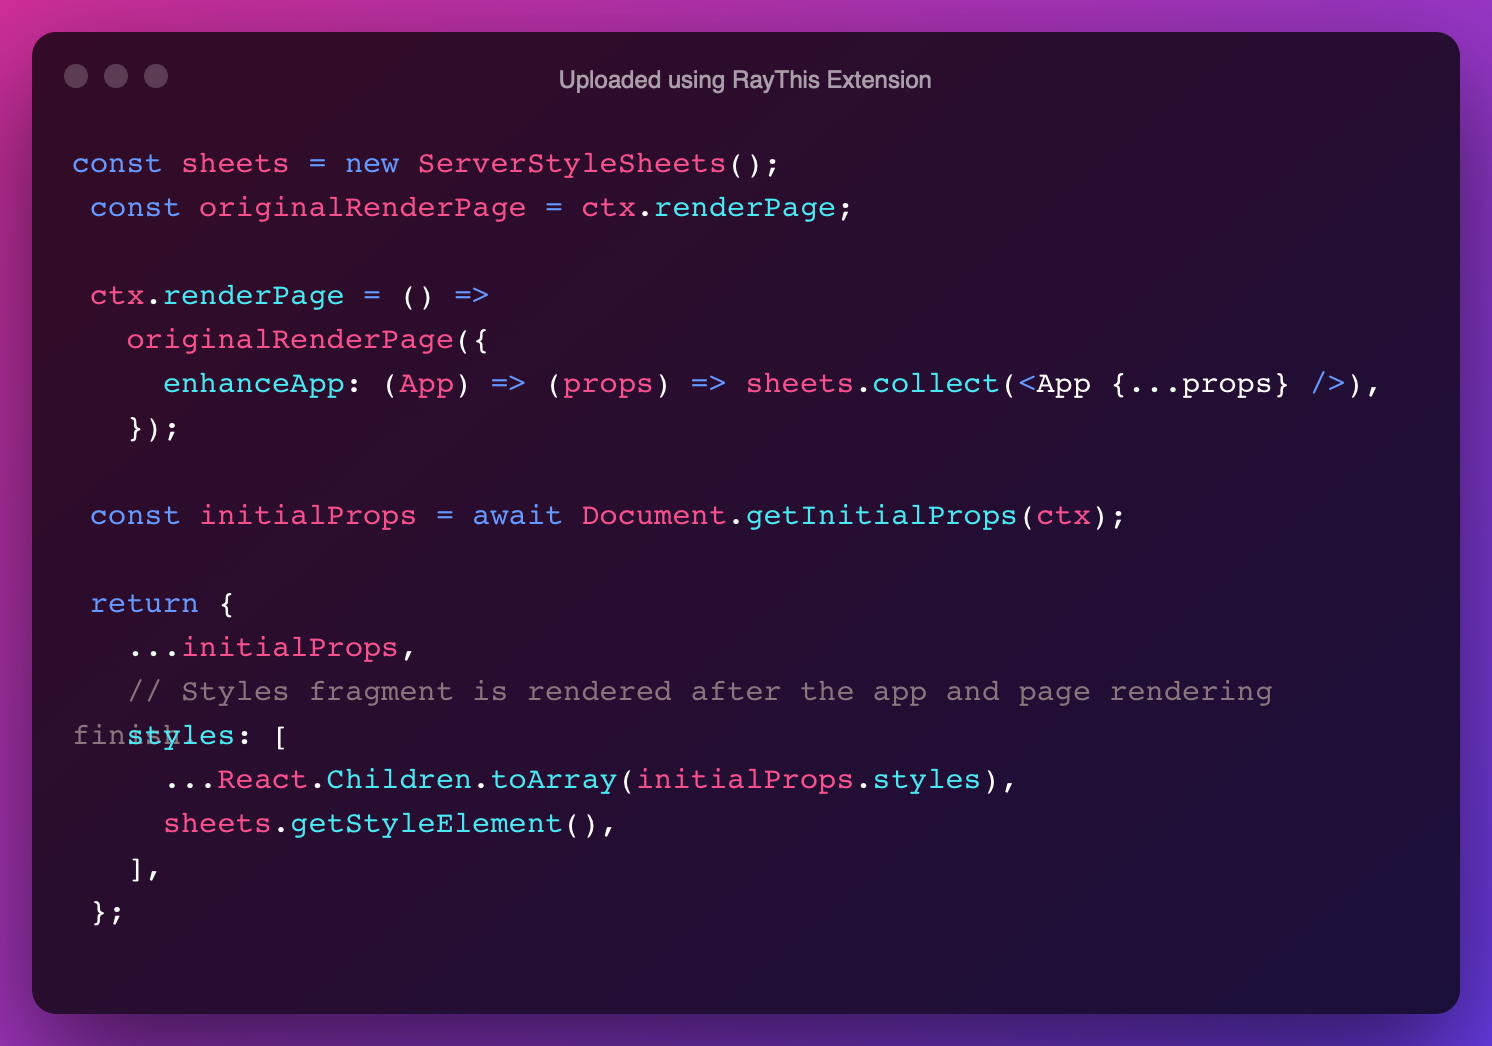 Uploaded using RayThis Extension
const sheets = new ServerStyleSheets();
const originalRenderPage = ctx.renderPage;
ctx.renderPage = () =>
originalRenderPage({
enhanceApp: (App) => (props) => sheets.collect(<App {...props} />),
});
const initialProps = await Document.getInitialProps(ctx);
return {
...initialProps,
// Styles fragment is rendered after the app and page rendering
finish.
styles: [
...React.Children.toArray(initialProps.styles),
sheets.getStyleElement(),
],
};